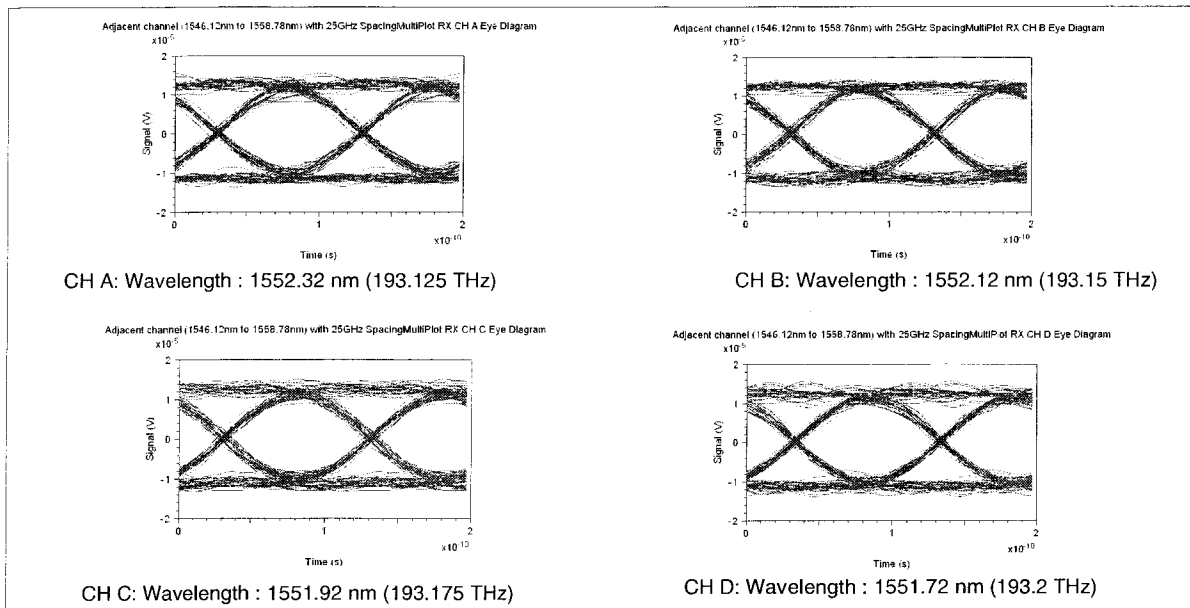 Adjacent channel (1546.12nm to 1558.78nm) with 25GHz SpacingMultiPlot RX CH A Eye Diagram
x10⁻⁵
2
1
0
-1
-2
Signal (V)
0
1
2
x10⁻¹⁰
Time (s)
CH A: Wavelength : 1552.32 nm (193.125 THz)
Adjacent channel (1546.12nm to 1558.78nm) with 25GHz SpacingMultiPlot RX CH B Eye Diagram
x10⁻⁵
2
1
0
-1
-2
Signal (V)
0
1
2
x10⁻¹⁰
Time (s)
CH B: Wavelength : 1552.12 nm (193.15 THz)
Adjacent channel (1546.12nm to 1558.78nm) with 25GHz SpacingMultiPlot RX CH C Eye Diagram
x10⁻⁵
2
1
0
-1
-2
Signal (V)
0
1
2
x10⁻¹⁰
Time (s)
CH C: Wavelength : 1551.92 nm (193.175 THz)
Adjacent channel (1546.12nm to 1558.78nm) with 25GHz SpacingMultiPlot RX CH D Eye Diagram
x10⁻⁵
2
1
0
-1
-2
Signal (V)
0
1
2
x10⁻¹⁰
Time (s)
CH D: Wavelength : 1551.72 nm (193.2 THz)